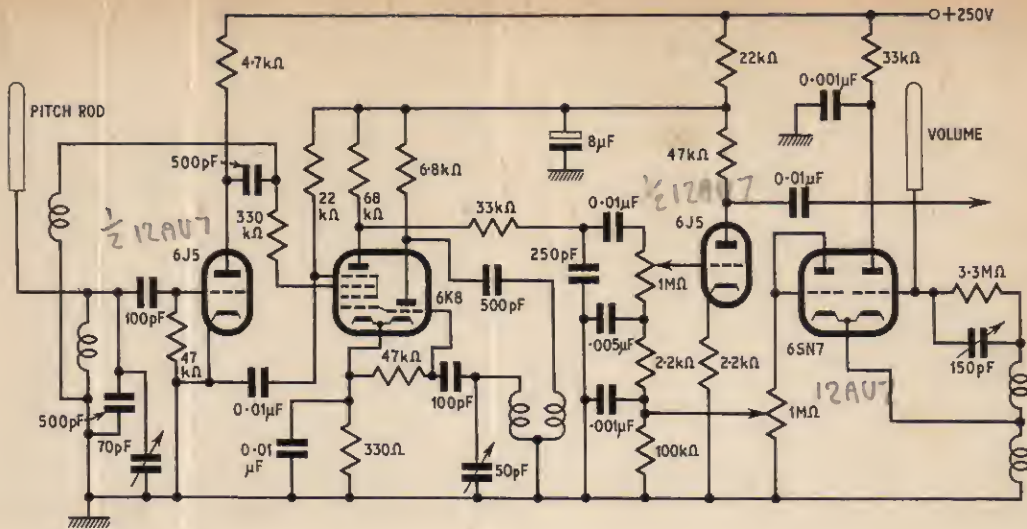 +250V
4·7kΩ
22kΩ
33kΩ
0·001µF
PITCH ROD
VOLUME
500pF
8µF
6·8kΩ
47kΩ
330 kΩ
22 kΩ
68 kΩ
½ 12AU7
0·01µF
½ 12AU7
0·01µF
6J5
33kΩ
6J5
250pF
1MΩ
3·3MΩ
100pF
6K8
500pF
6SN7
47 kΩ
·005µF
150pF
47kΩ
2·2kΩ
2·2kΩ
12AU7
0·01µF
100pF
1MΩ
500pF
·001µF
70pF
0·01 µF
330Ω
50pF
100kΩ